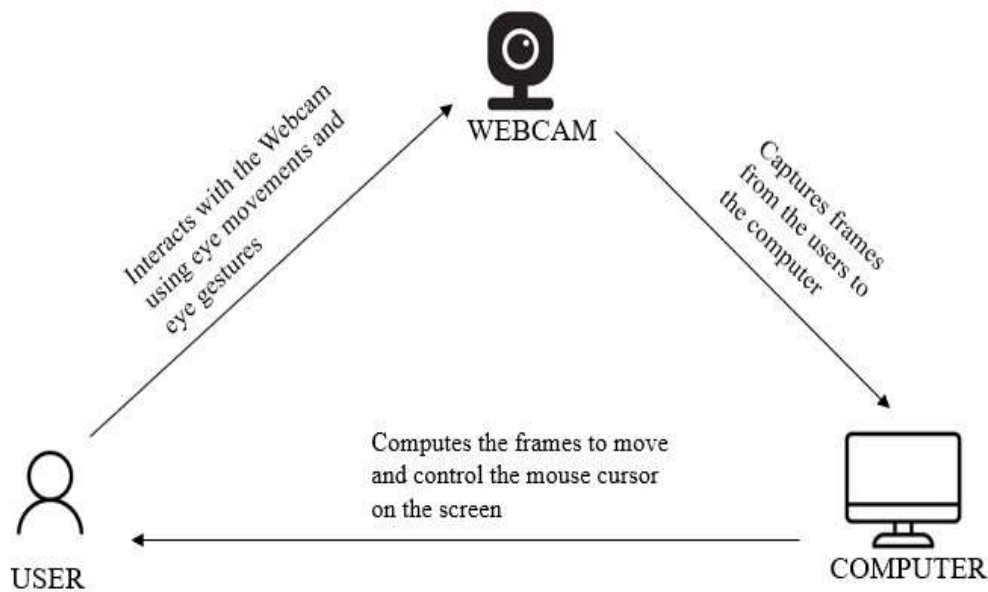 WEBCAM
Interacts with the Webcam
using eye movements and
eye gestures
Captures frames
from the users to
the computer
Computes the frames to move
and control the mouse cursor
on the screen
USER
COMPUTER